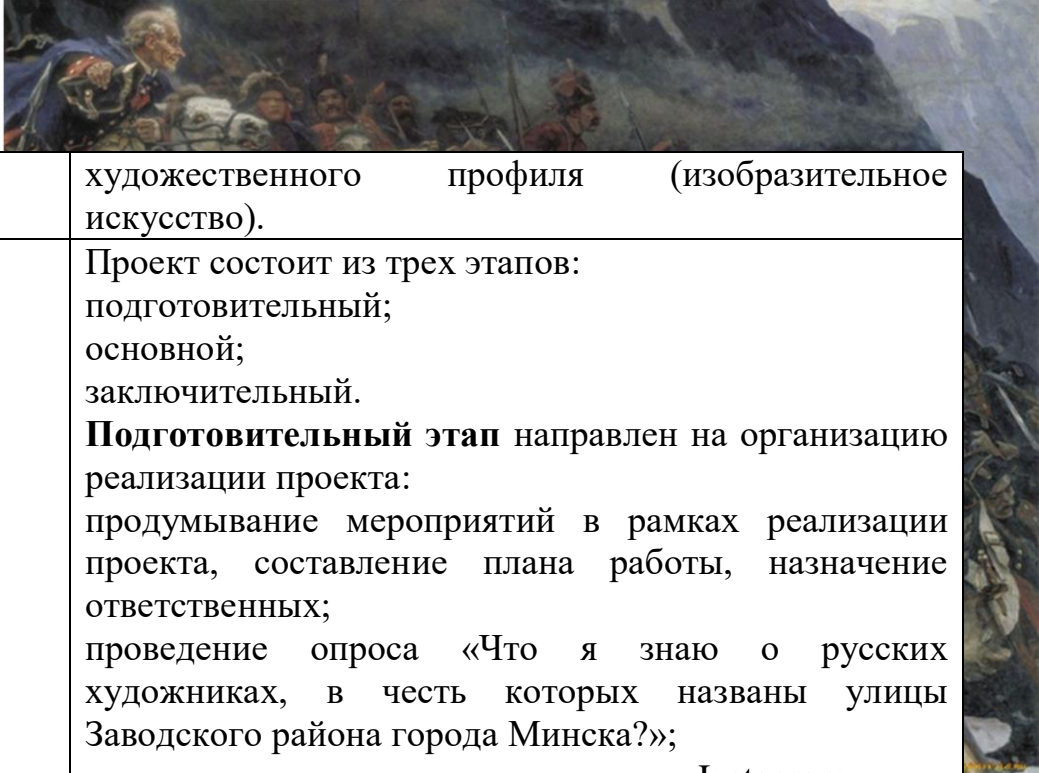 художественного профиля (изобразительное
искусство).
Проект состоит из трех этапов:
подготовительный;
основной;
заключительный.
Подготовительный этап направлен на организацию
реализации проекта:
продумывание мероприятий в рамках реализации
проекта, составление плана работы, назначение
ответственных;
проведение опроса «Что я знаю о русских
художниках, в честь которых названы улицы
Заводского района города Минска?»;